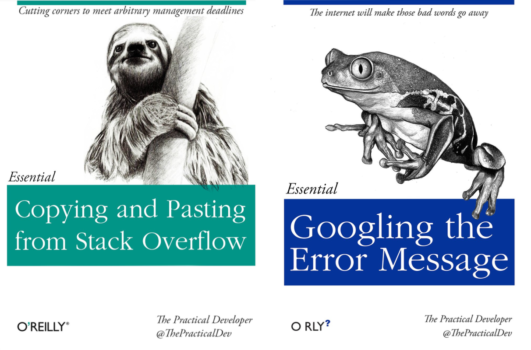 Cutting corners to meet arbitrary management deadlines
Essential
Copying and Pasting
from Stack Overflow
O'REILLY®
The Practical Developer
@ThePracticalDev
The internet will make those bad words go away
Essential
Googling the
Error Message
O RLY?
The Practical Developer
@ThePracticalDev